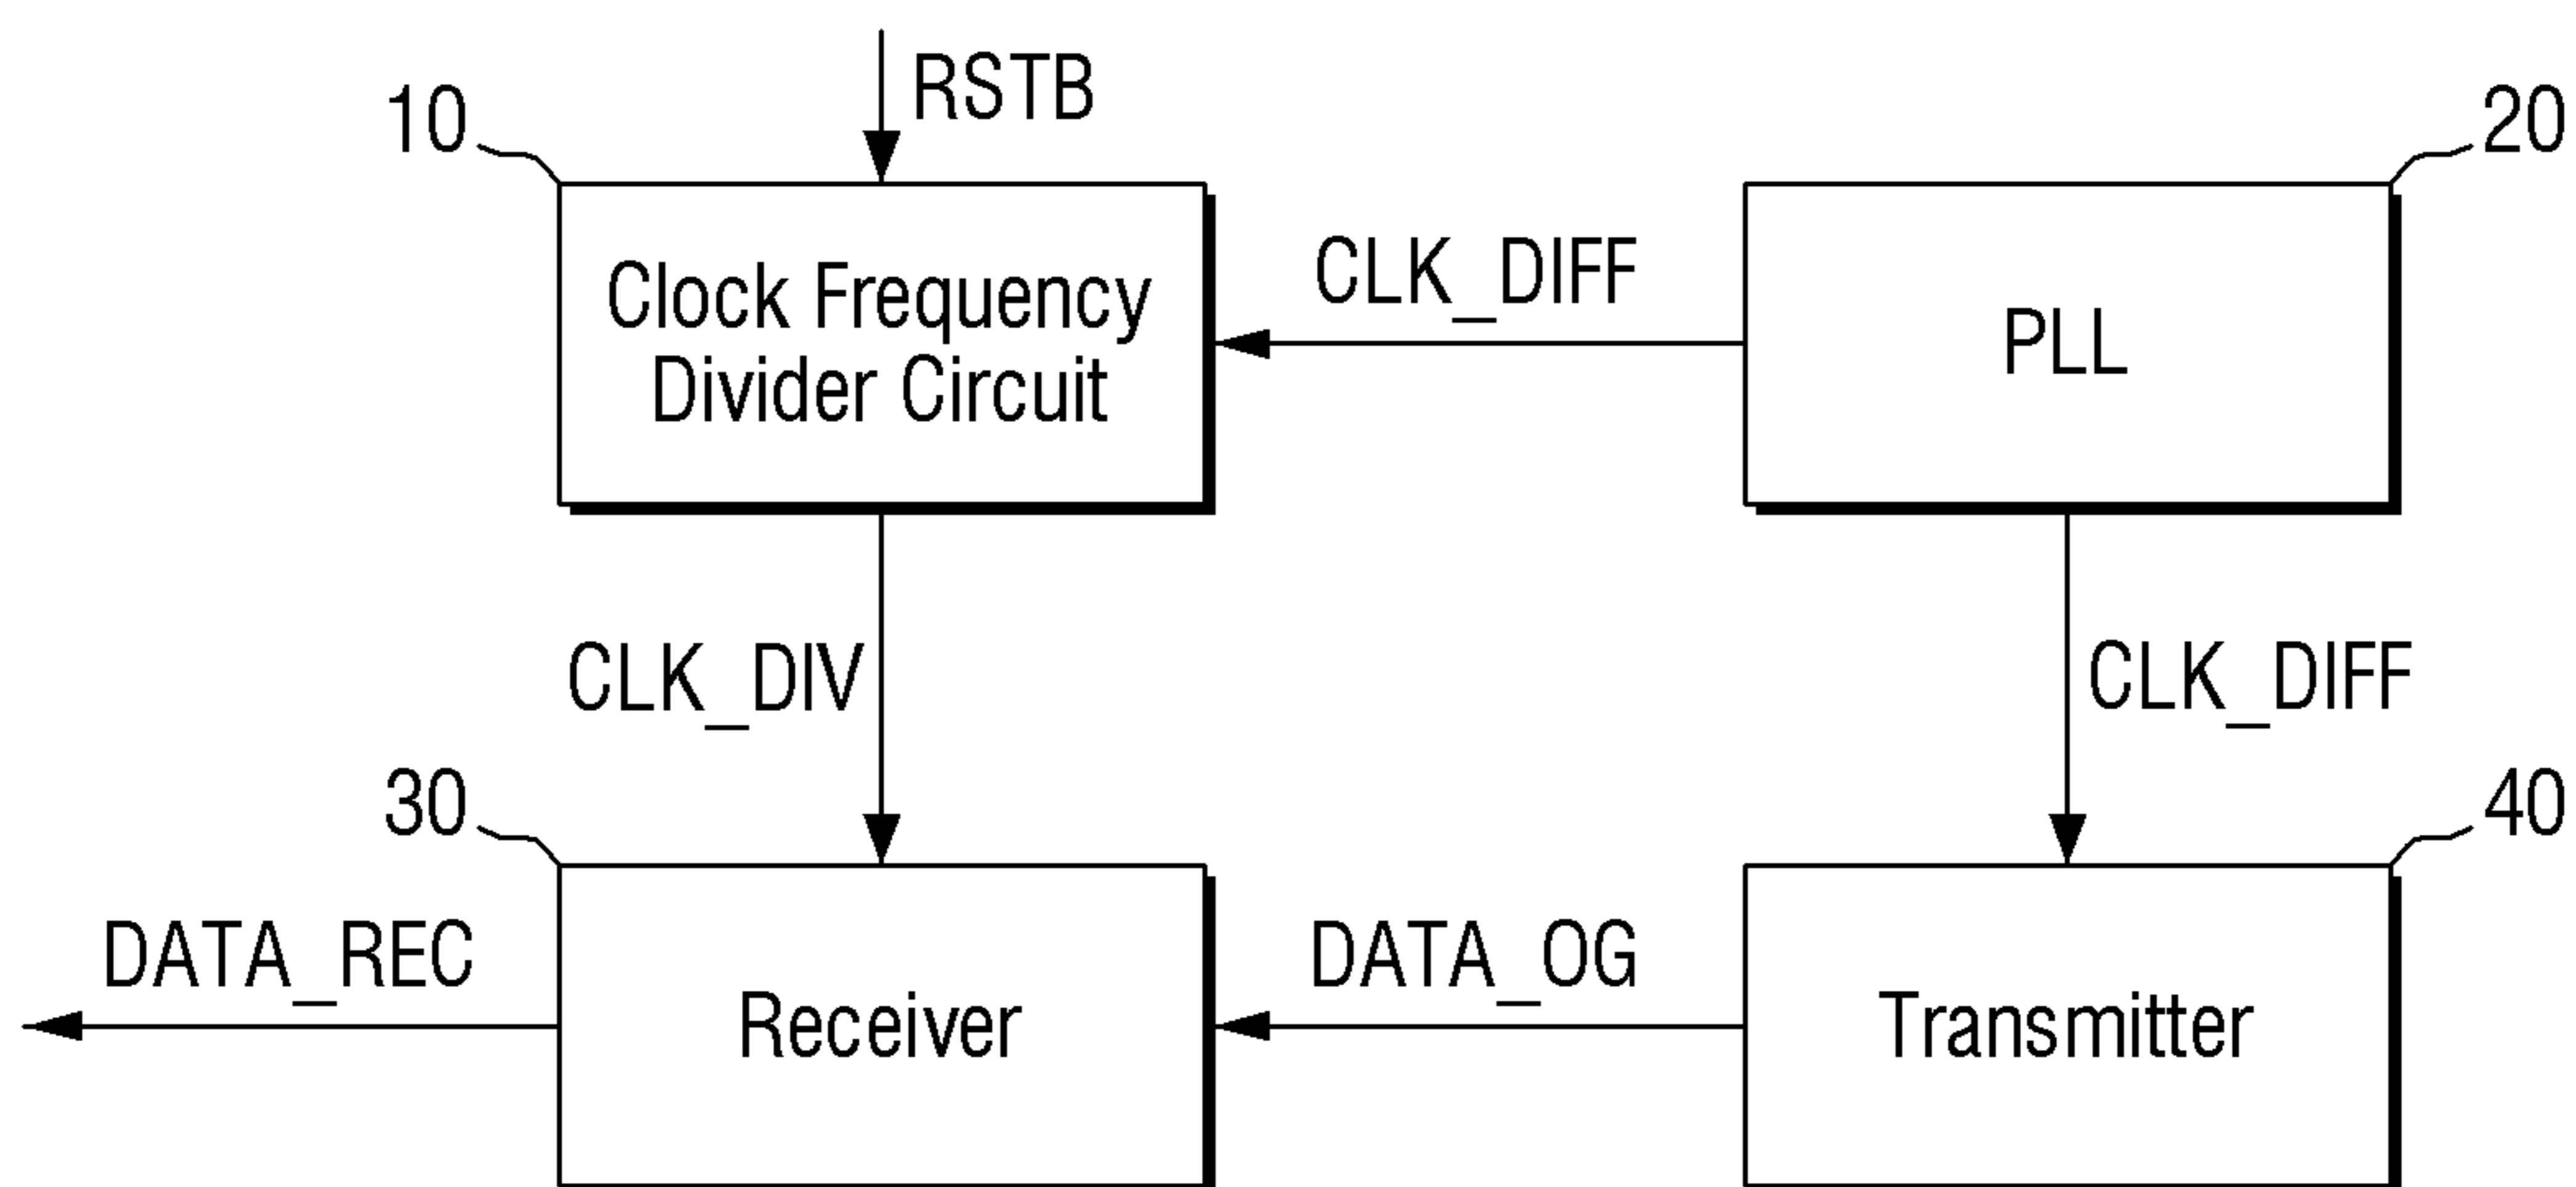 RSTB
10
20
Clock Frequency
Divider Circuit
CLK_DIFF
PLL
CLK_DIV
CLK_DIFF
30
40
DATA_REC
Receiver
DATA_OG
Transmitter